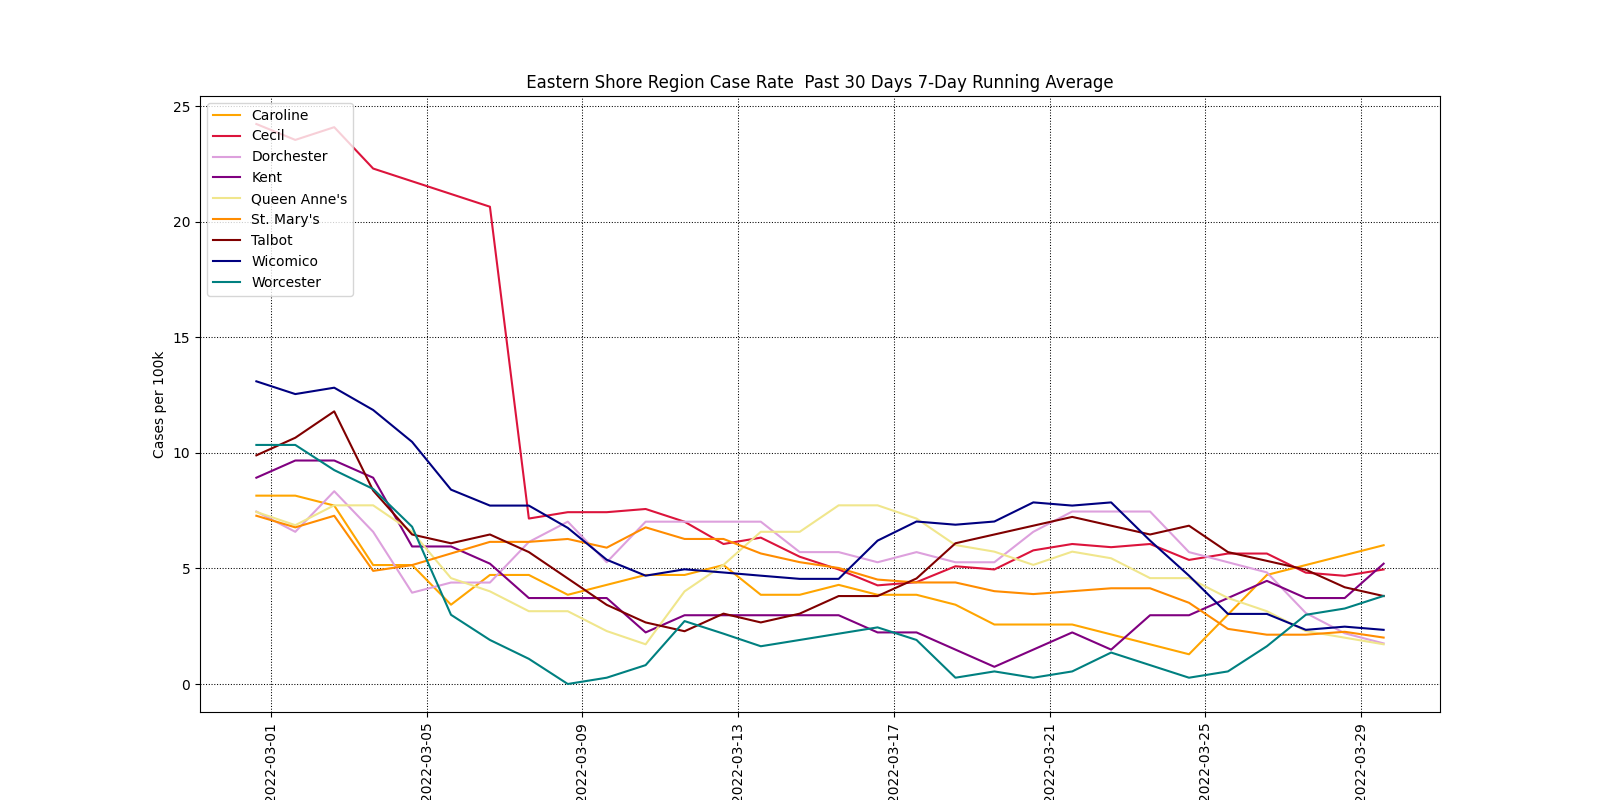 Eastern Shore Region Case Rate  Past 30 Days 7-Day Running Average
25
20
15
10
5
0
Cases per 100k
Caroline
Cecil
Dorchester
Kent
Queen Anne's
St. Mary's
Talbot
Wicomico
Worcester
2022-03-01
2022-03-05
2022-03-09
2022-03-13
2022-03-17
2022-03-21
2022-03-25
2022-03-29